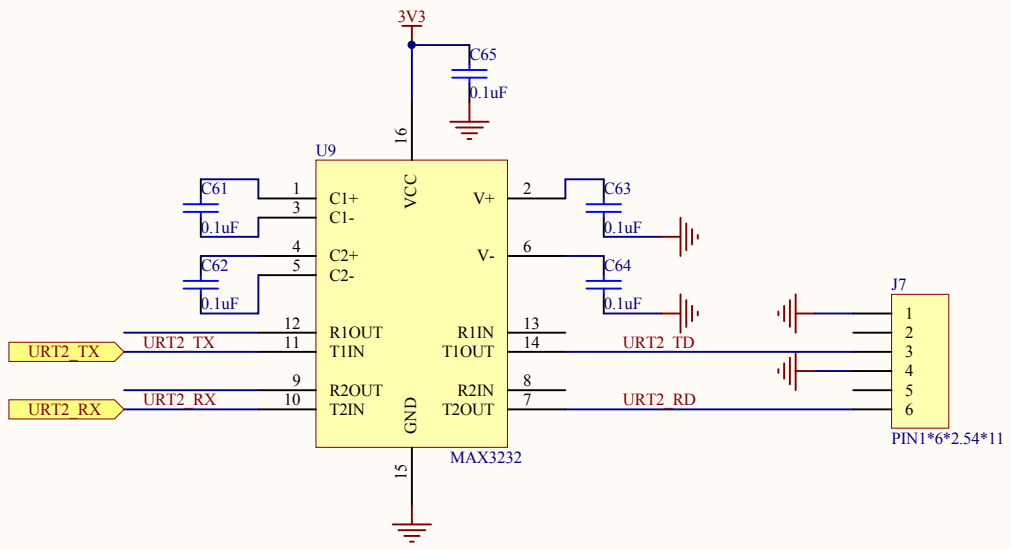 3V3
C65
0.1uF
16
U9
VCC
C61
0.1uF
1
3
C1+
C1-
V+
2
C63
0.1uF
C62
0.1uF
4
5
C2+
C2-
V-
6
C64
0.1uF
J7
12
R1OUT
R1IN
13
URT2_TX
URT2_TX
11
T1IN
T1OUT
14
URT2_TD
9
R2OUT
R2IN
8
URT2_RX
URT2_RX
10
T2IN
T2OUT
7
URT2_RD
1
2
3
4
5
6
PIN1*6*2.54*11
GND
MAX3232
15